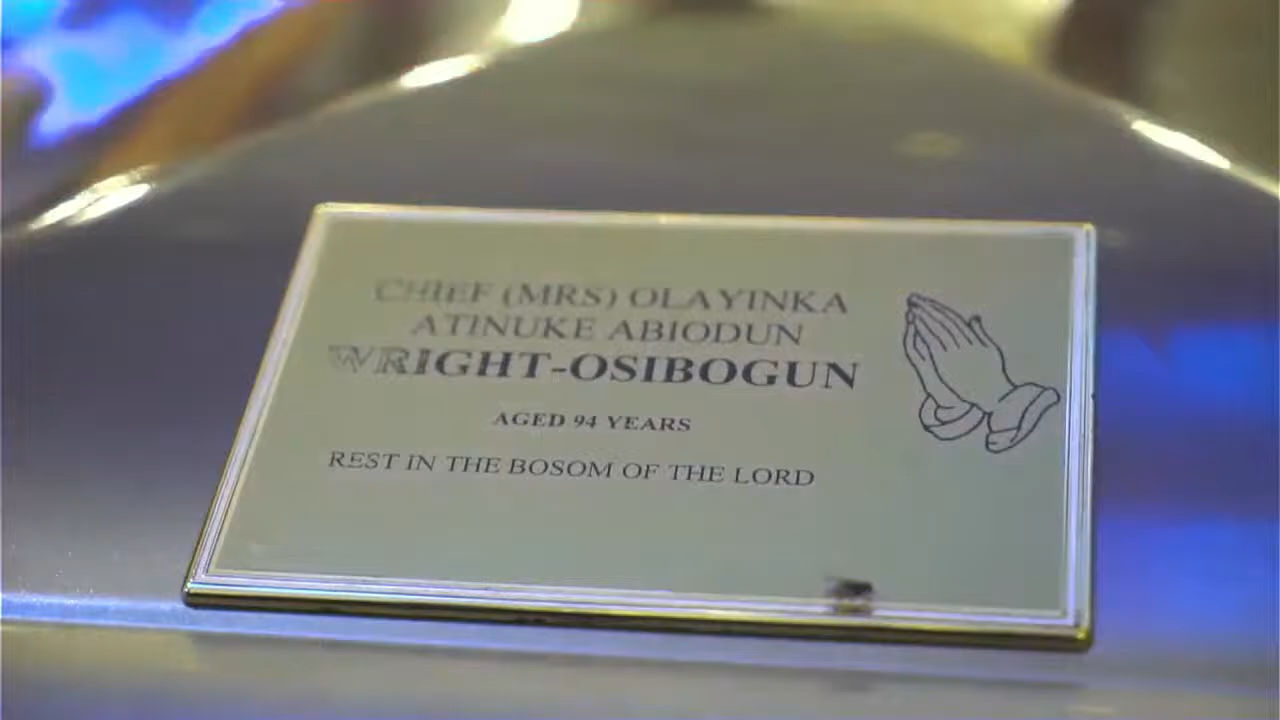 CHIEF (MRS) OLAYINKA
ATINUKE ABIODUN
WRIGHT-OSIBOGUN
AGED 94 YEARS
REST IN THE BOSOM OF THE LORD